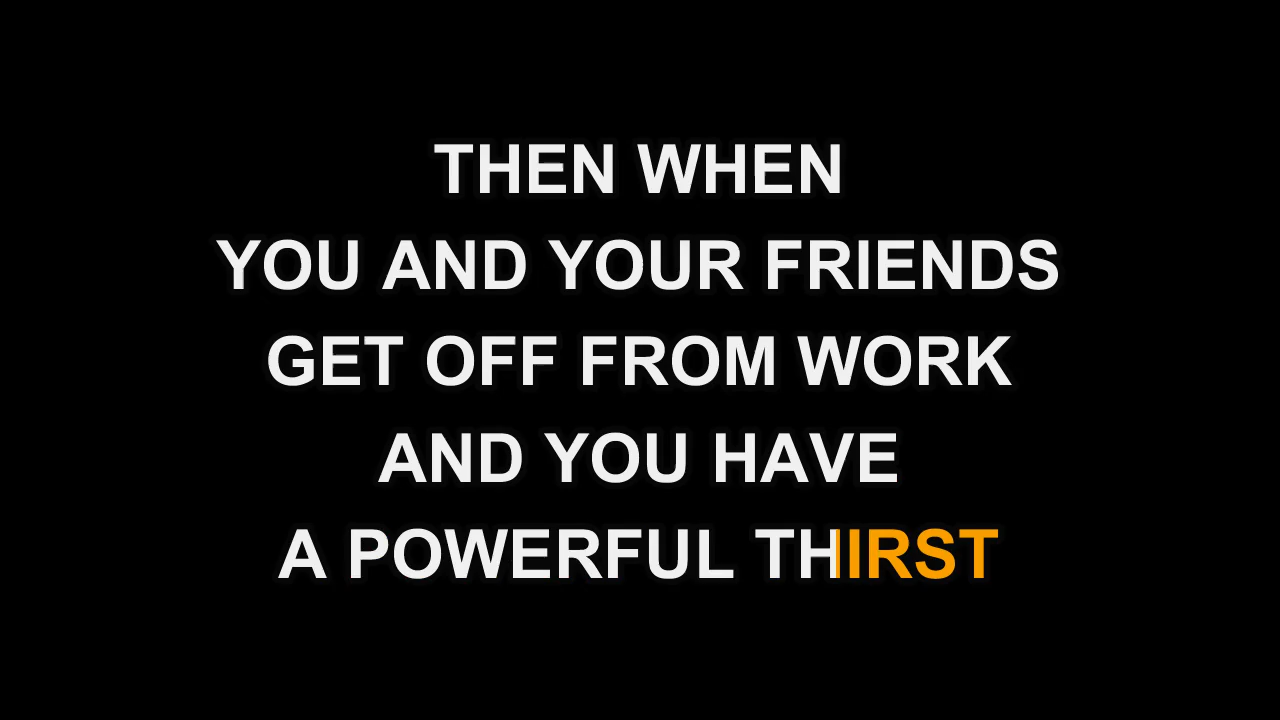 THEN WHEN
YOU AND YOUR FRIENDS
GET OFF FROM WORK
AND YOU HAVE
A POWERFUL THIRST